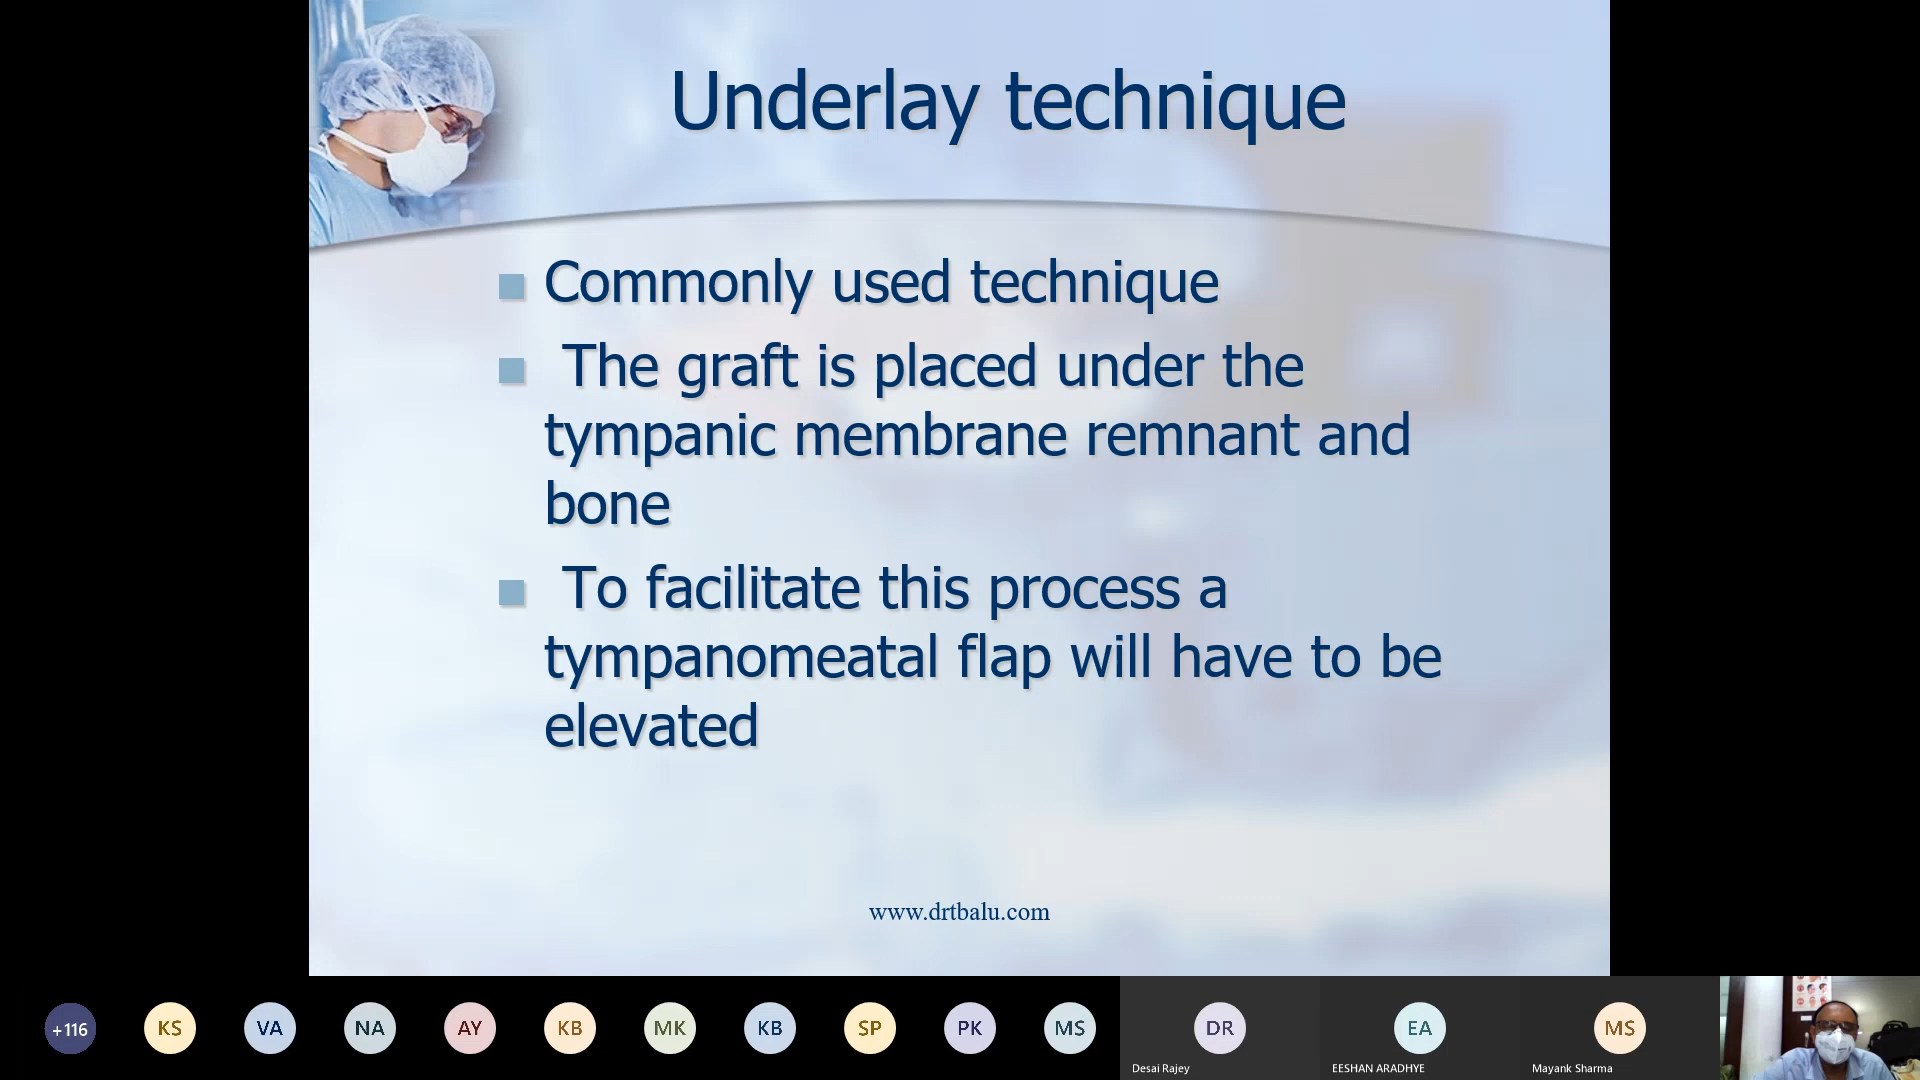 Underlay technique
Commonly used technique
The graft is placed under the
tympanic membrane remnant and
bone
To facilitate this process a
tympanomeatal flap will have to be
elevated
www.drtbalu.com
+116
KS
VA
NA
AY
KB
MK
KB
SP
PK
MS
DR
EA
MS
Desai Rajey
EESHAN ARADHYE
Mayank Sharma